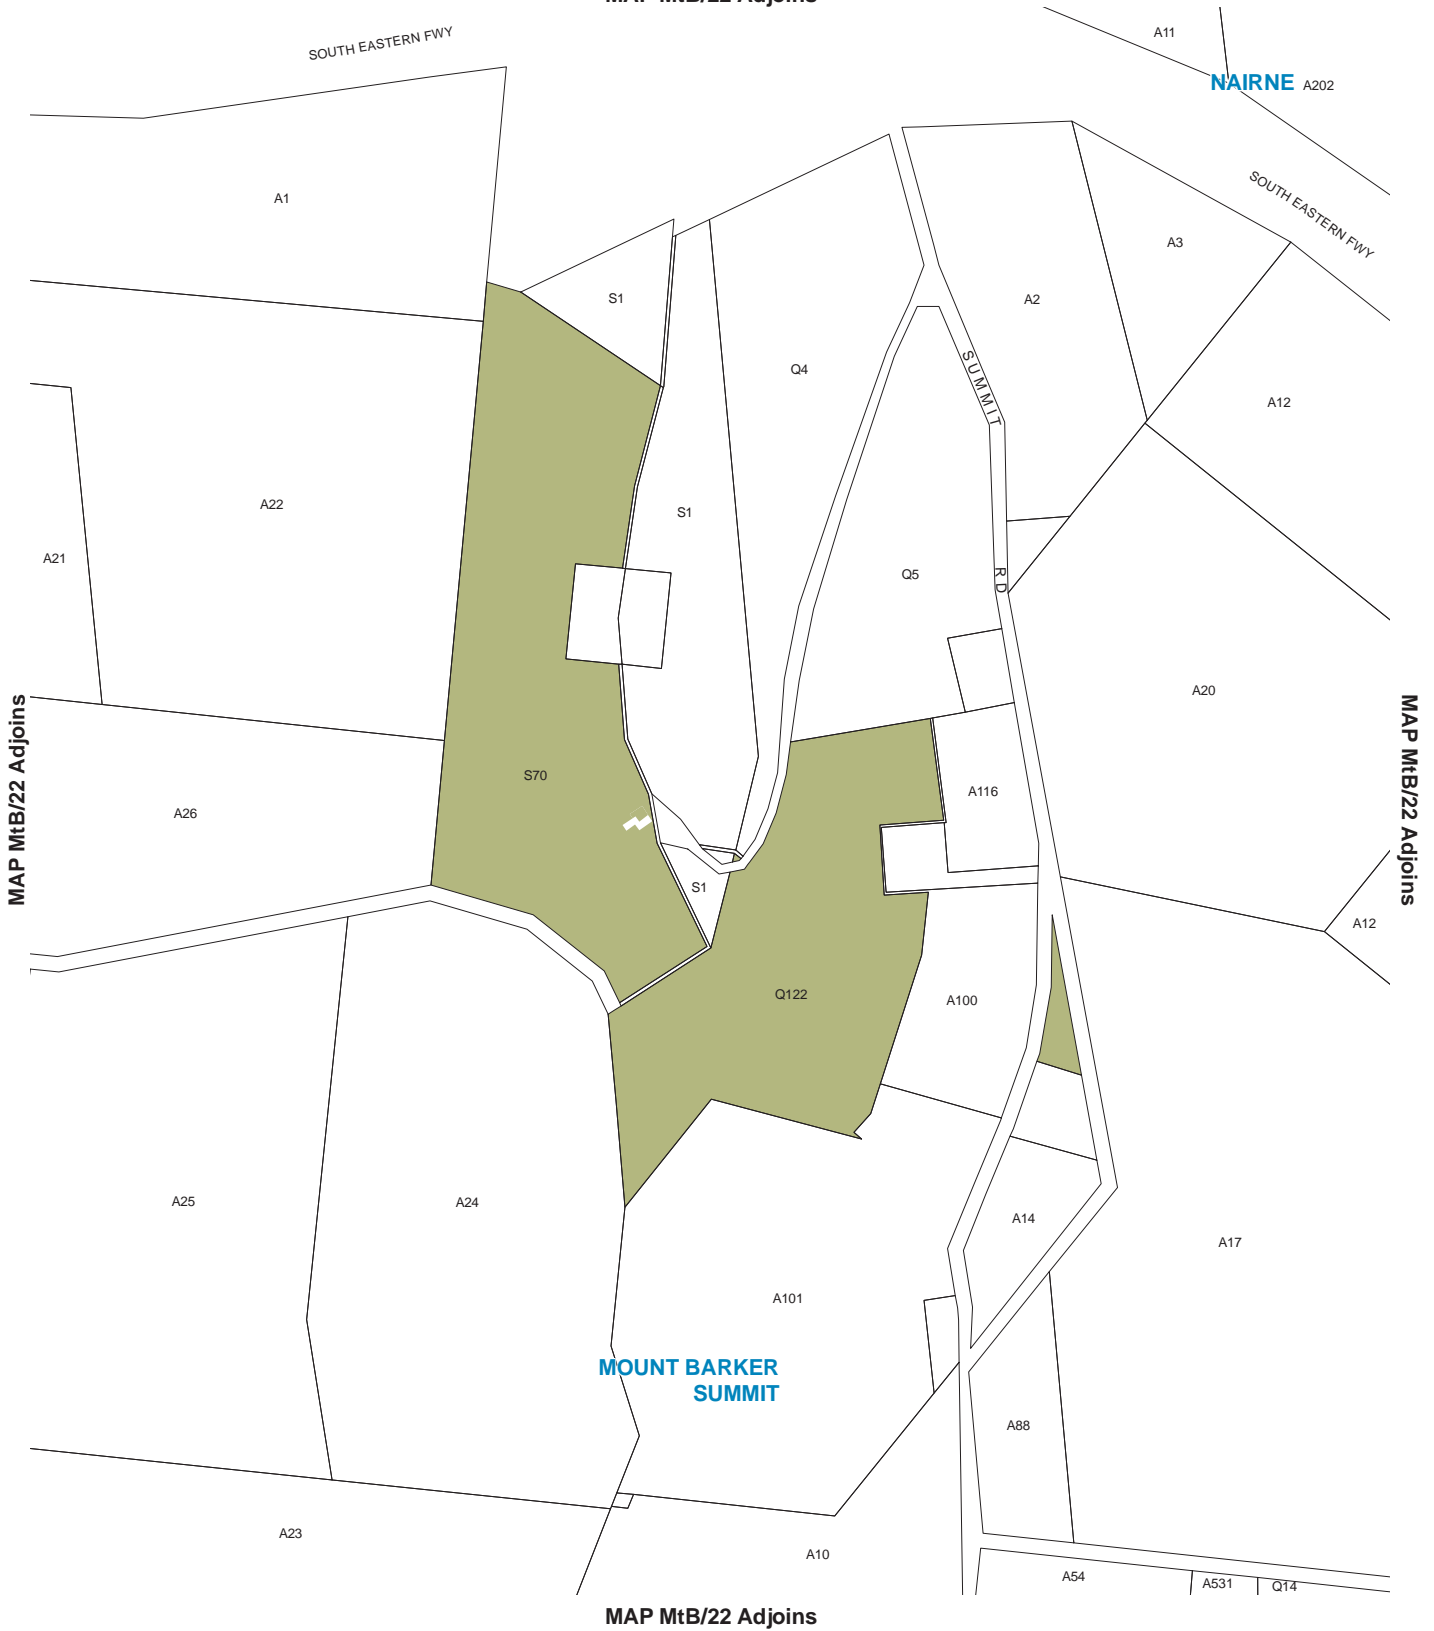 MAP MtB/22 Adjoins
SOUTH EASTERN FWY
A11
NAIRNE
A202
A1
SOUTH EASTERN FWY
A3
S1
A2
Q4
SUMMIT
A12
A22
S1
A21
Q5
RD
A20
MAP MtB/22 Adjoins
MAP MtB/22 Adjoins
S70
A116
A26
S1
A12
Q122
A100
A25
A24
A14
A17
A101
MOUNT BARKER
SUMMIT
A88
A23
A10
A54
A531
Q14
MAP MtB/22 Adjoins